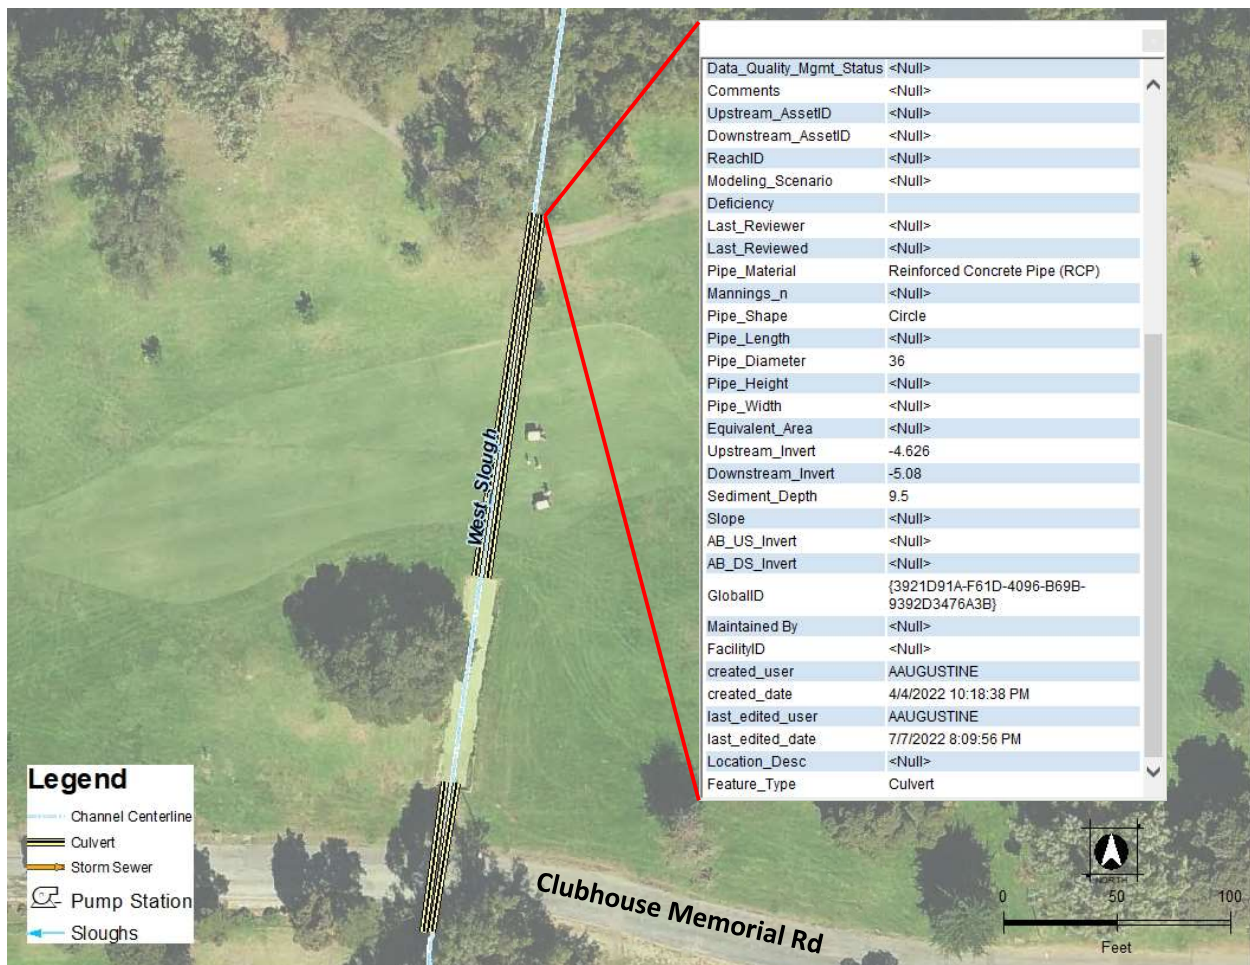 Data_Quality_Mgmt_Status <Null>
Comments <Null>
Upstream_AssetID <Null>
Downstream_AssetID <Null>
ReachID <Null>
Modeling_Scenario <Null>
Deficiency
Last_Reviewer <Null>
Last_Reviewed <Null>
Pipe_Material Reinforced Concrete Pipe (RCP)
Mannings_n <Null>
Pipe_Shape Circle
Pipe_Length <Null>
Pipe_Diameter 36
Pipe_Height <Null>
Pipe_Width <Null>
Equivalent_Area <Null>
Upstream_Invert -4.626
Downstream_Invert -5.08
Sediment_Depth 9.5
Slope <Null>
AB_US_Invert <Null>
AB_DS_Invert <Null>
GlobalID {3921D91A-F61D-4096-B69B-
9392D3476A3B}
Maintained By <Null>
FacilityID <Null>
created_user AAUGUSTINE
created_date 4/4/2022 10:18:38 PM
last_edited_user AAUGUSTINE
last_edited_date 7/7/2022 8:09:56 PM
Location_Desc <Null>
Feature_Type Culvert
West_Slough
Legend
Channel Centerline
Culvert
Storm Sewer
Pump Station
Sloughs
Clubhouse Memorial Rd
NORTH
0 50 100
Feet